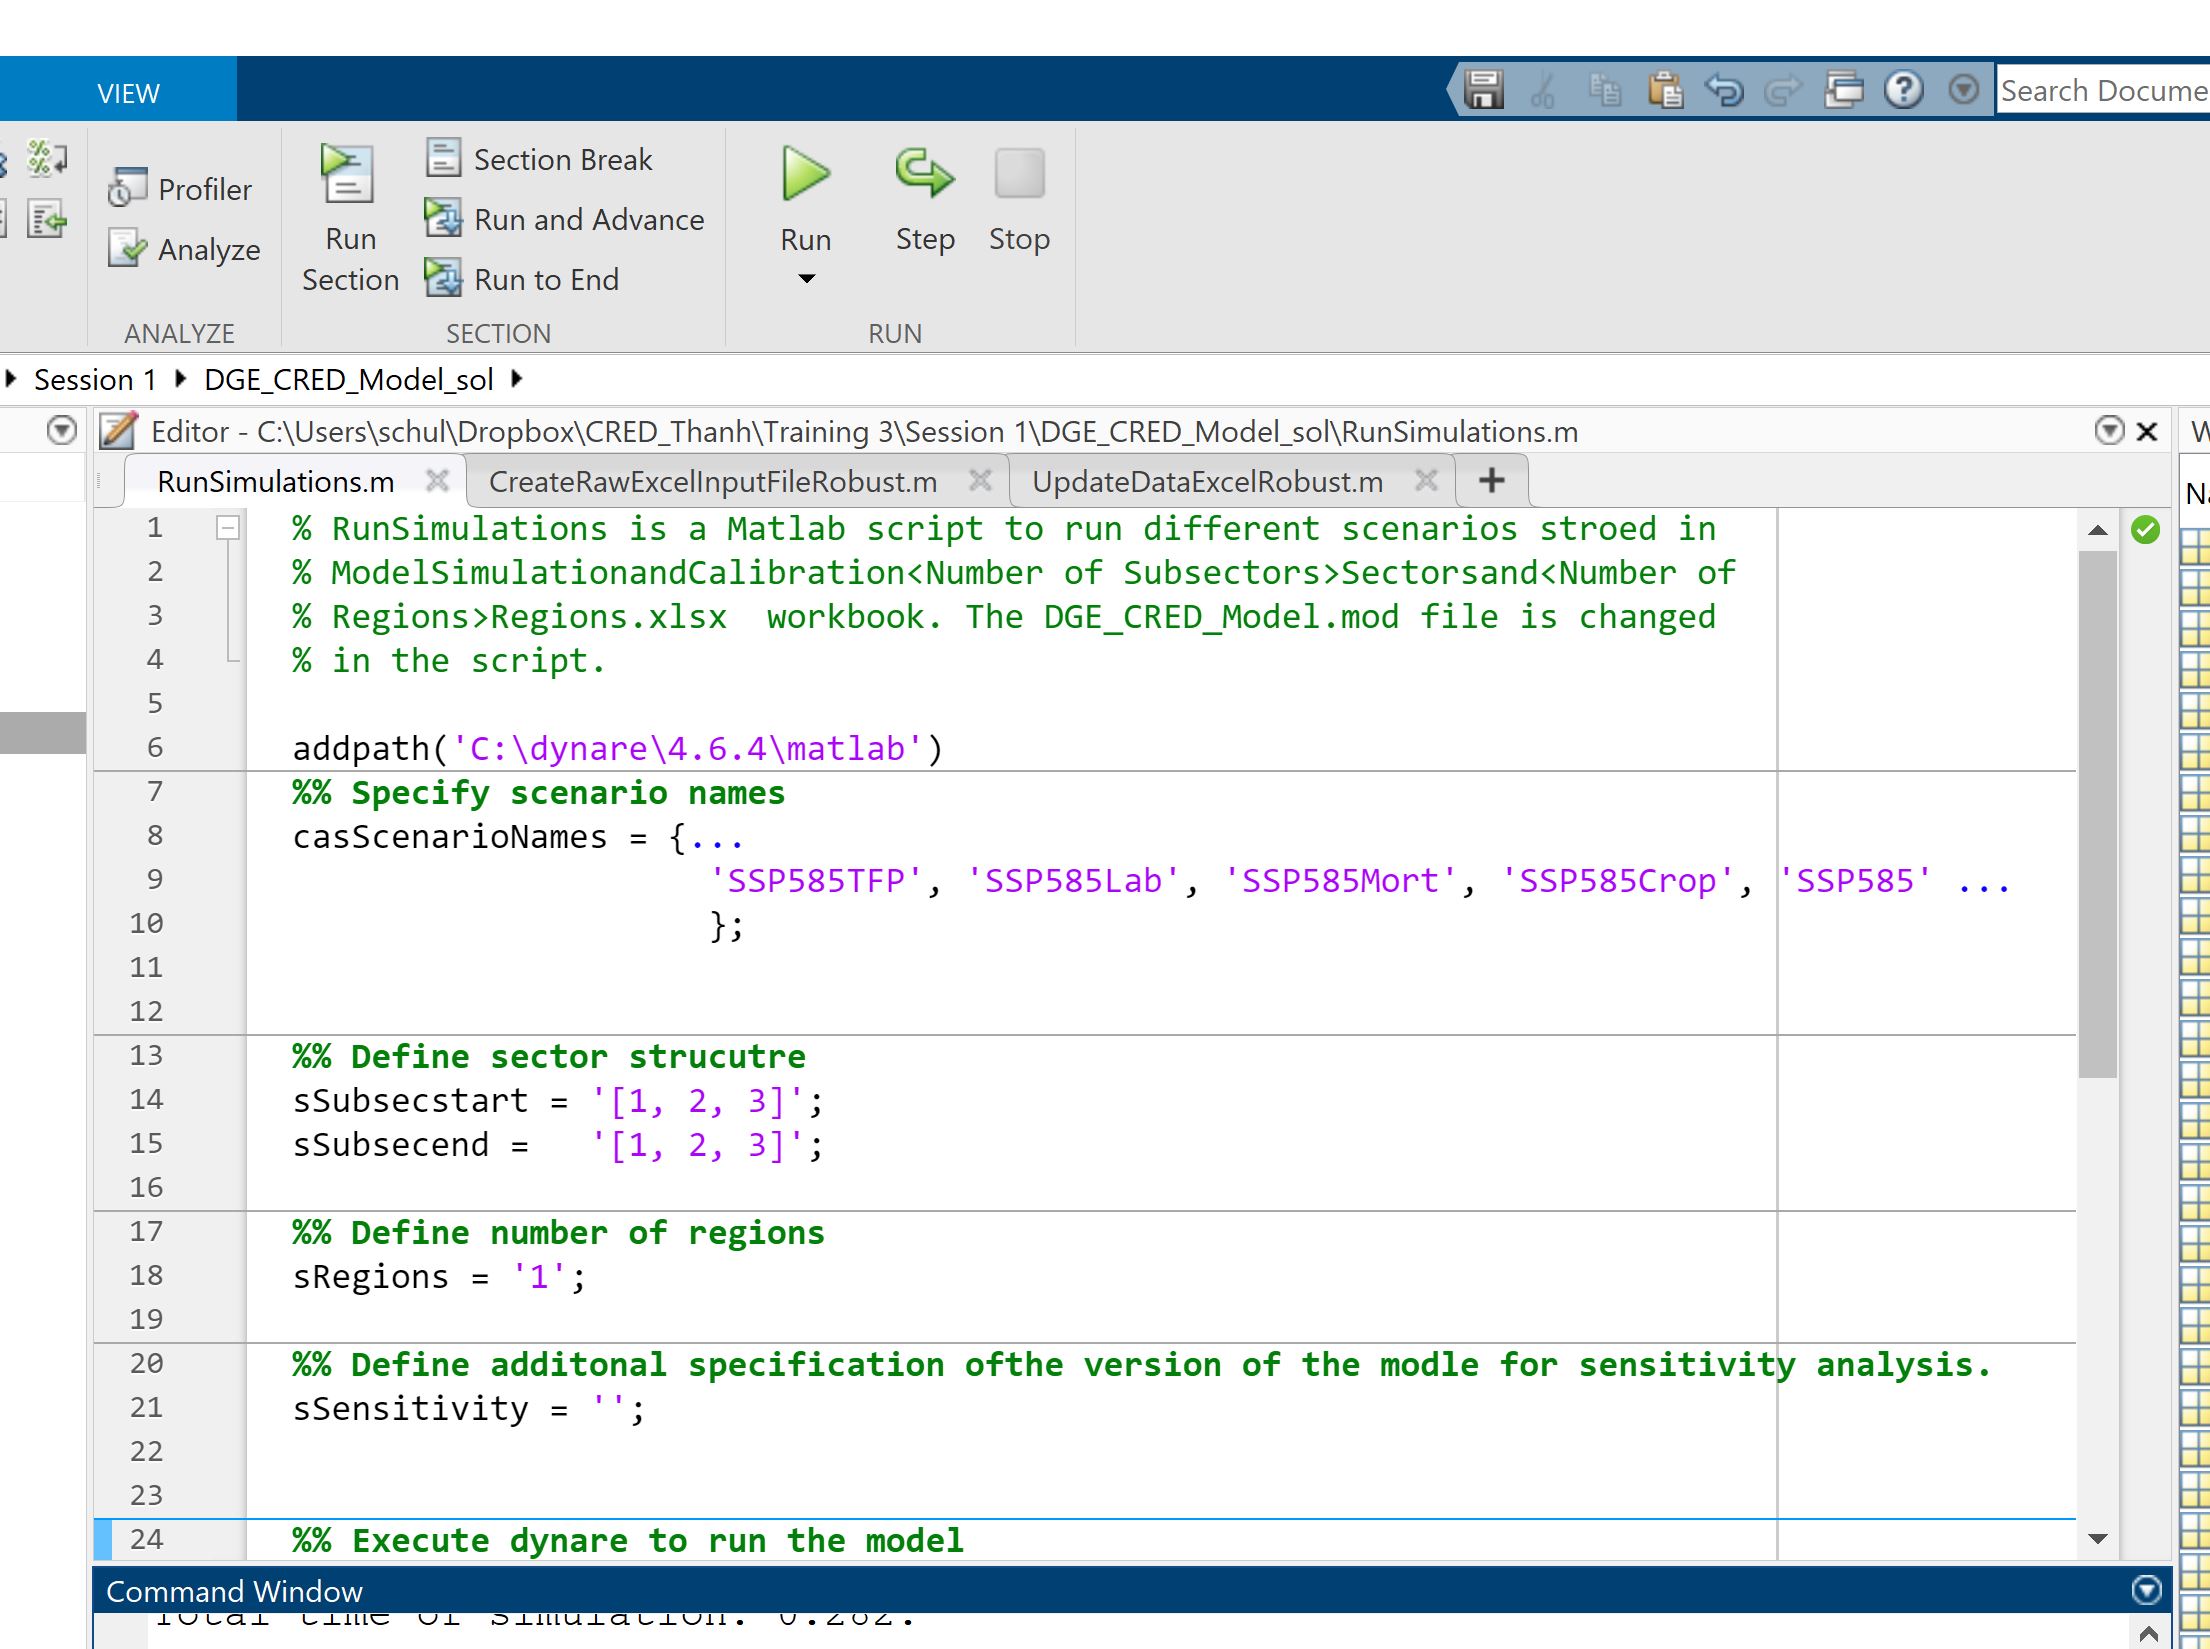 VIEW
Search Docume
Profiler
Analyze
ANALYZE
Run
Section
Section Break
Run and Advance
Run to End
SECTION
Run
Step
Stop
RUN
Session 1
DGE_CRED_Model_sol
Editor - C:\Users\schul\Dropbox\CRED_Thanh\Training 3\Session 1\DGE_CRED_Model_sol\RunSimulations.m
RunSimulations.m CreateRawExcelInputFileRobust.m UpdateDataExcelRobust.m +
1 % RunSimulations is a Matlab script to run different scenarios stroed in
2 % ModelSimulationandCalibration<Number of Subsectors>Sectorsand<Number of
3 % Regions>Regions.xlsx  workbook. The DGE_CRED_Model.mod file is changed
4 % in the script.
5
6 addpath('C:\dynare\4.6.4\matlab')
7 %% Specify scenario names
8 casScenarioNames = {...
9 'SSP585TFP', 'SSP585Lab', 'SSP585Mort', 'SSP585Crop', 'SSP585' ...
10 };
11
12
13 %% Define sector strucutre
14 sSubsecstart = '[1, 2, 3]';
15 sSubsecend =   '[1, 2, 3]';
16
17 %% Define number of regions
18 sRegions = '1';
19
20 %% Define additonal specification ofthe version of the modle for sensitivity analysis.
21 sSensitivity = '';
22
23
24 %% Execute dynare to run the model
Command Window
Total time of simulation: 0.282.